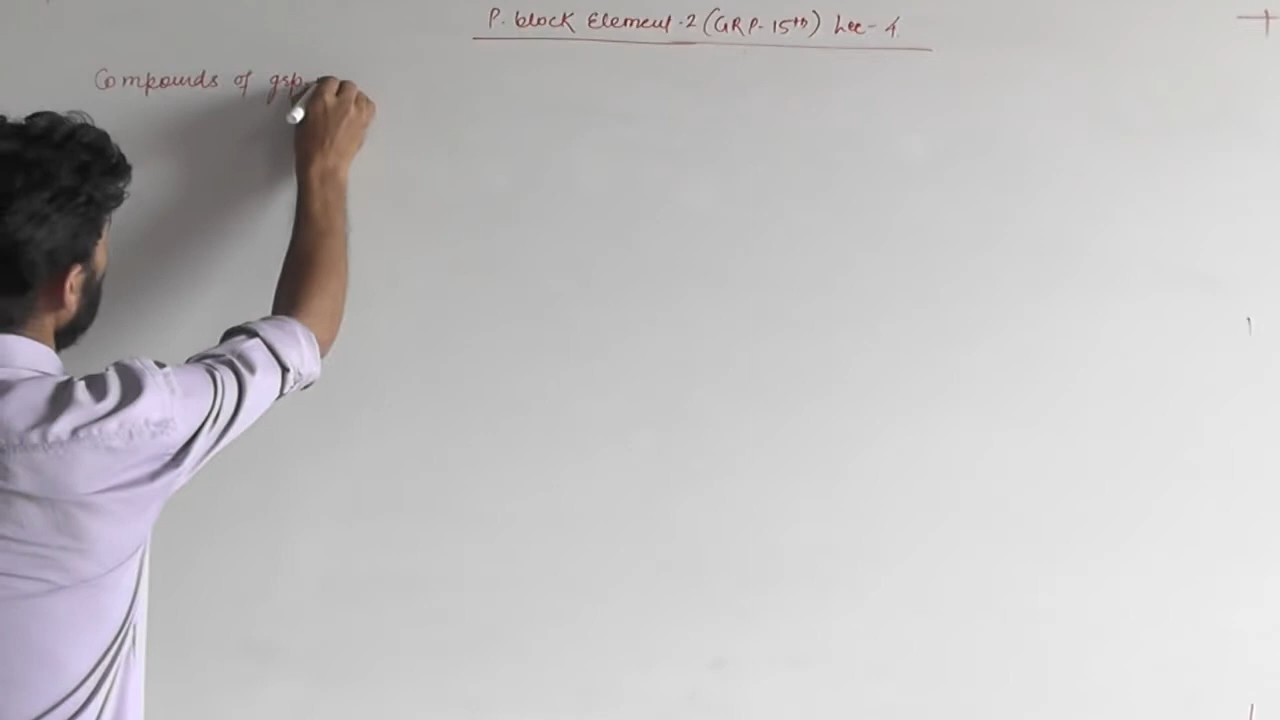 P. block Element - 2 (GRP - 15th) Lec - 4
Compounds of grp